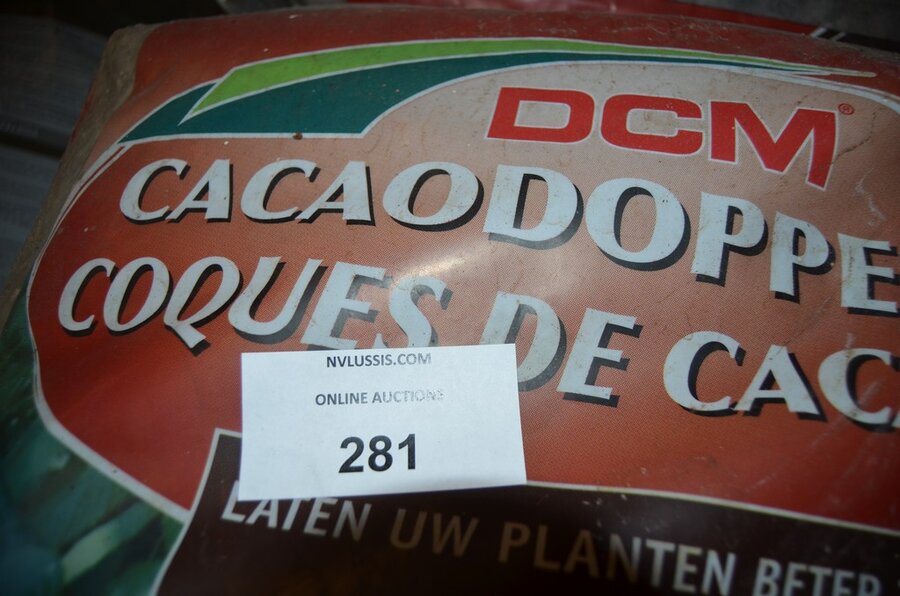 DCM®
CACAODOPPE
COQUES DE CAC
NVLUSSIS.COM
ONLINE AUCTIONS
281
LATEN UW PLANTEN BETER